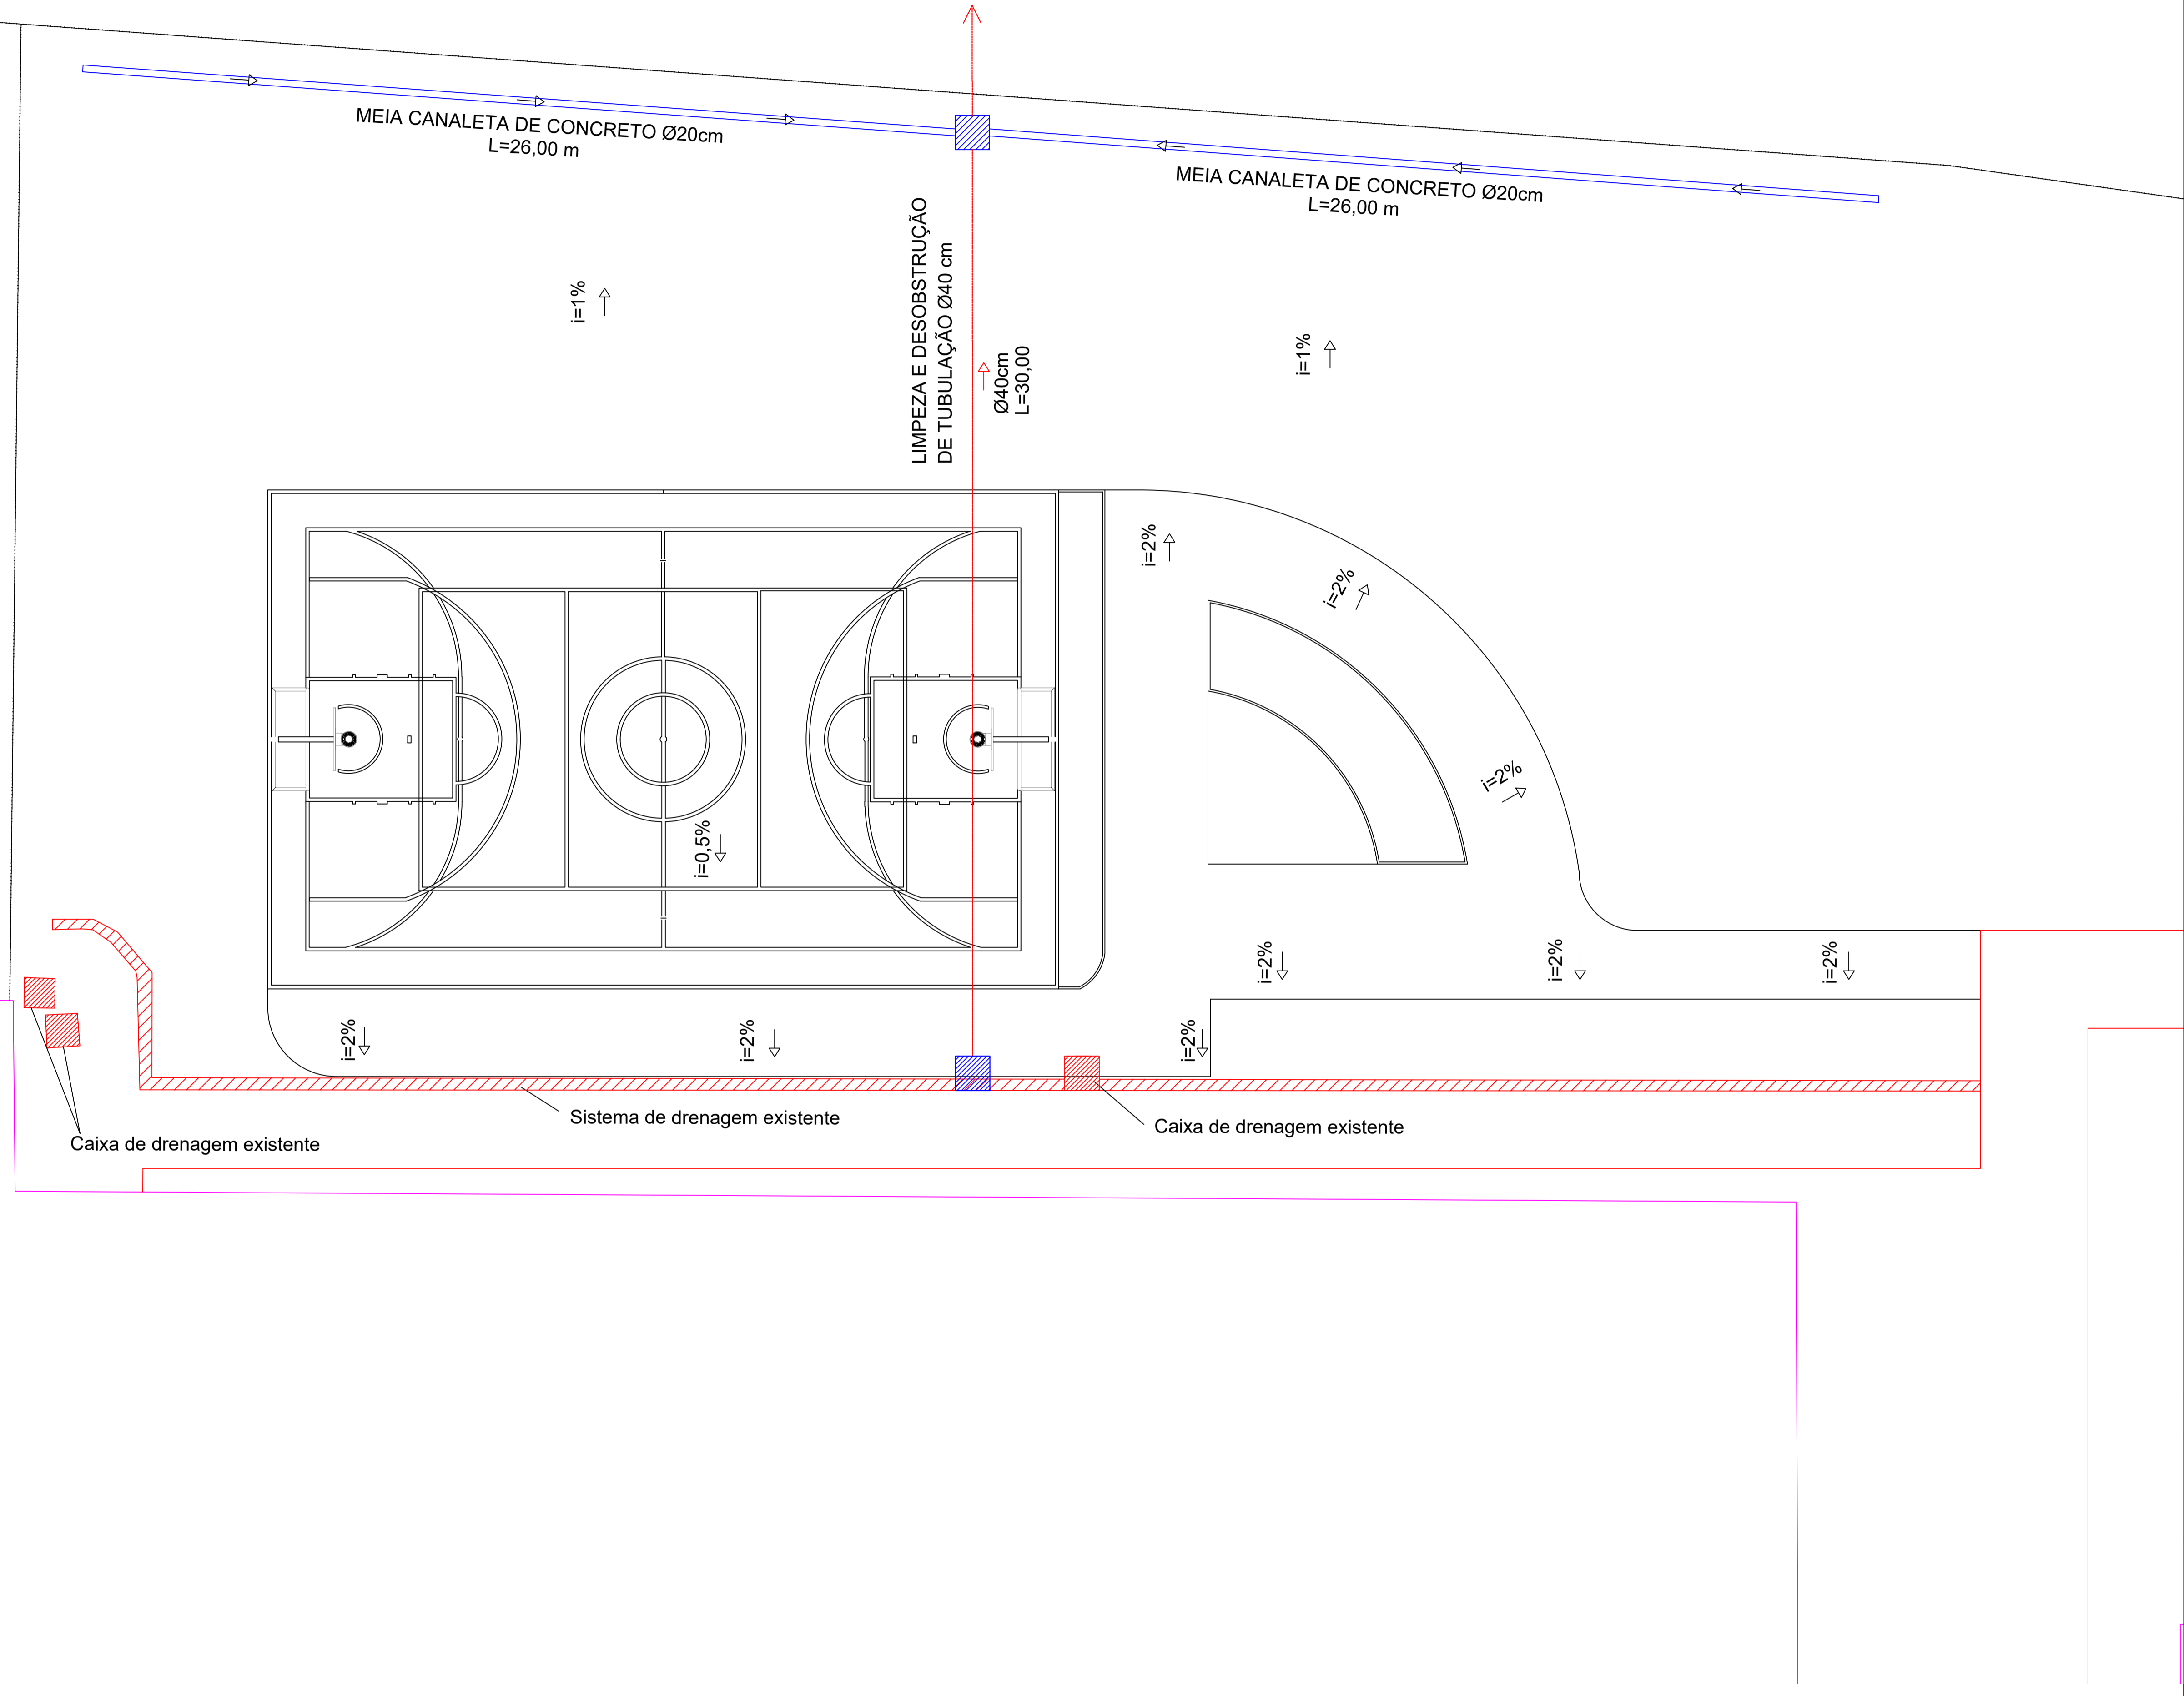 MEIA CANALETA DE CONCRETO Ø20cm
L=26,00 m
MEIA CANALETA DE CONCRETO Ø20cm
L=26,00 m
LIMPEZA E DESOBSTRUÇÃO
DE TUBULAÇÃO Ø40 cm
i=1%
Ø40cm
L=30,00
i=1%
i=2%
i=2%
i=2%
i=0,5%
i=2%
i=2%
i=2%
i=2%
i=2%
i=2%
Sistema de drenagem existente
Caixa de drenagem existente
Caixa de drenagem existente